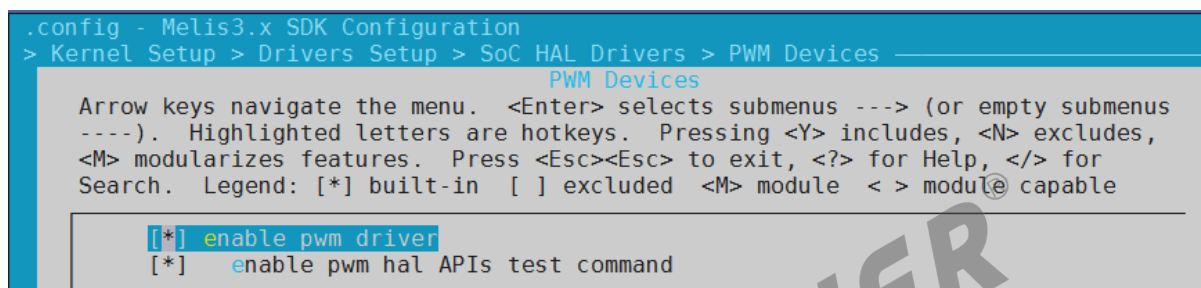 .config - Melis3.x SDK Configuration
> Kernel Setup > Drivers Setup > SoC HAL Drivers > PWM Devices
PWM Devices
Arrow keys navigate the menu. <Enter> selects submenus ---> (or empty submenus
----). Highlighted letters are hotkeys. Pressing <Y> includes, <N> excludes,
<M> modularizes features. Press <Esc><Esc> to exit, <?> for Help, </> for
Search. Legend: [*] built-in [ ] excluded <M> module < > module capable
[*] enable pwm driver
[*] enable pwm hal APIs test command